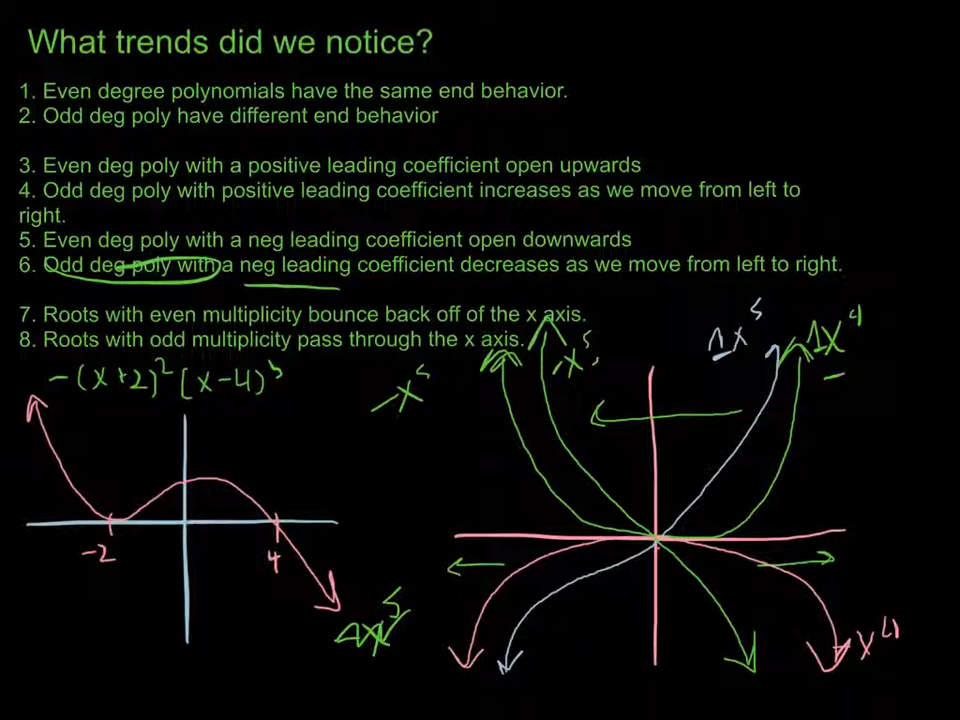 What trends did we notice?
1. Even degree polynomials have the same end behavior.
2. Odd deg poly have different end behavior
3. Even deg poly with a positive leading coefficient open upwards
4. Odd deg poly with positive leading coefficient increases as we move from left to
right.
5. Even deg poly with a neg leading coefficient open downwards
6. Odd deg poly with a neg leading coefficient decreases as we move from left to right.
7. Roots with even multiplicity bounce back off of the x axis.
8. Roots with odd multiplicity pass through the x axis.
-(x+2)² (x-4)³
-x⁵
-x⁵
1x⁵
1x⁴
-2
4
-x⁴